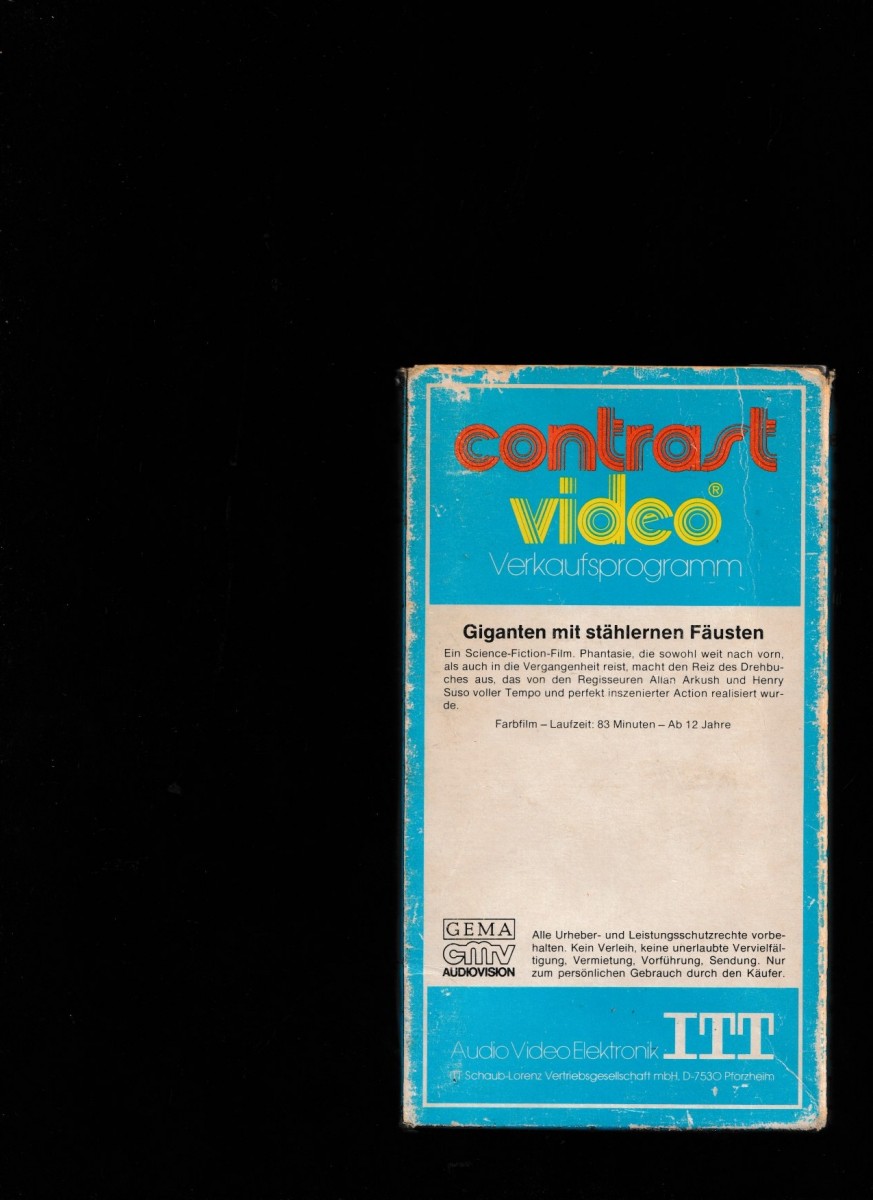 contrast
video®
Verkaufsprogramm
Giganten mit stählernen Fäusten
Ein Science-Fiction-Film. Phantasie, die sowohl weit nach vorn,
als auch in die Vergangenheit reist, macht den Reiz des Drehbu-
ches aus, das von den Regisseuren Allan Arkush und Henry
Suso voller Tempo und perfekt inszenierter Action realisiert wur-
de.
Farbfilm – Laufzeit: 83 Minuten – Ab 12 Jahre
GEMA
cmv
AUDIOVISION
Alle Urheber- und Leistungsschutzrechte vorbe-
halten. Kein Verleih, keine unerlaubte Vervielfäl-
tigung, Vermietung, Vorführung, Sendung. Nur
zum persönlichen Gebrauch durch den Käufer.
Audio Video Elektronik ITT
Schaub-Lorenz Vertriebsgesellschaft mbH, D-7530 Pforzheim